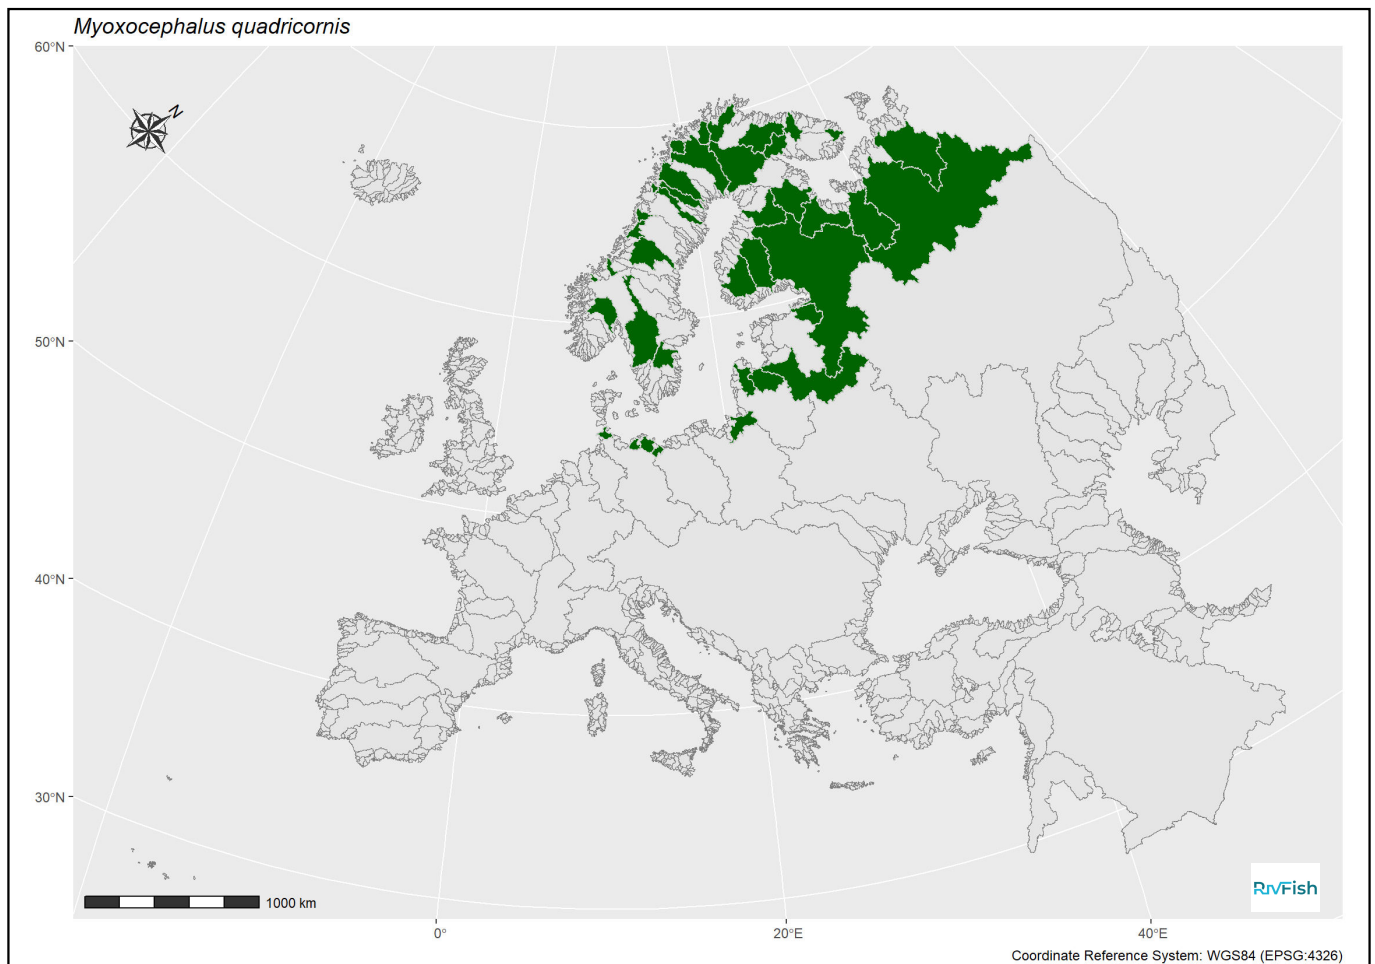 Myoxocephalus quadricornis
60°N
N
50°N
40°N
30°N
1000 km
RIVFish
0°
20°E
40°E
Coordinate Reference System: WGS84 (EPSG:4326)